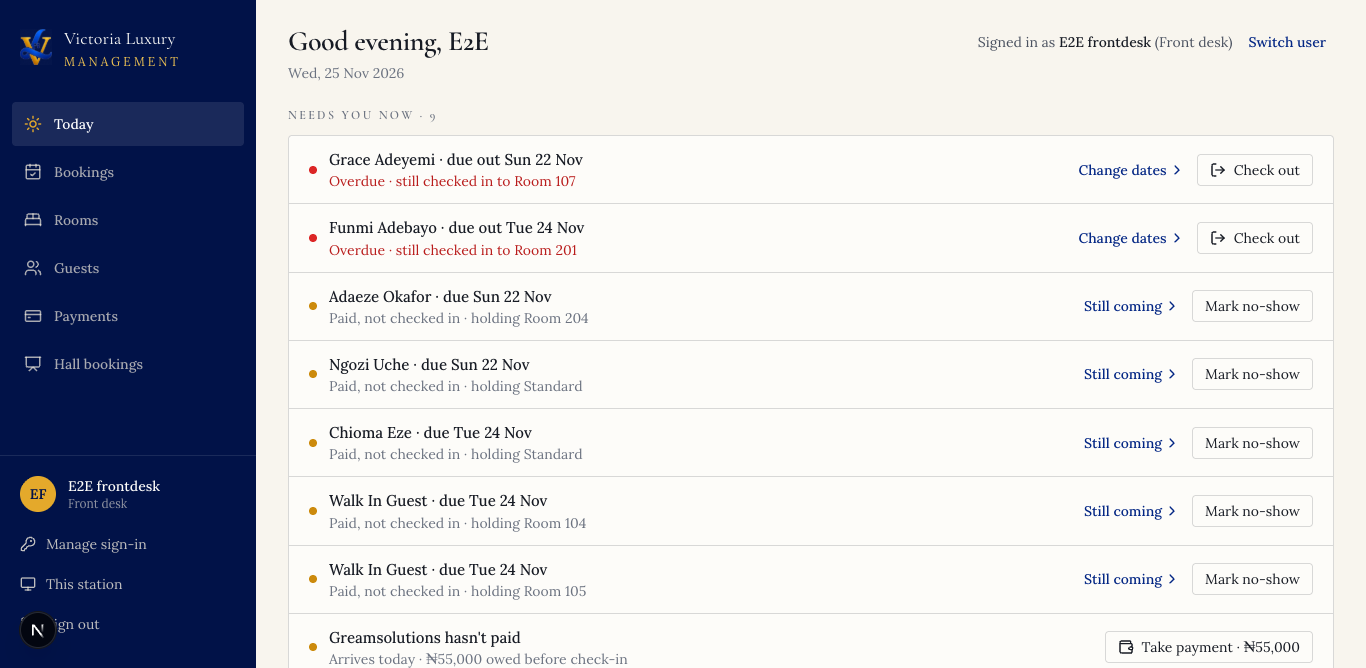 Victoria Luxury
MANAGEMENT
Today
Bookings
Rooms
Guests
Payments
Hall bookings
EF
E2E frontdesk
Front desk
Manage sign-in
This station
ign out
N
Good evening, E2E
Wed, 25 Nov 2026
Signed in as E2E frontdesk (Front desk) Switch user
NEEDS YOU NOW · 9
Grace Adeyemi · due out Sun 22 Nov
Overdue · still checked in to Room 107
Change dates
Check out
Funmi Adebayo · due out Tue 24 Nov
Overdue · still checked in to Room 201
Change dates
Check out
Adaeze Okafor · due Sun 22 Nov
Paid, not checked in · holding Room 204
Still coming
Mark no-show
Ngozi Uche · due Sun 22 Nov
Paid, not checked in · holding Standard
Still coming
Mark no-show
Chioma Eze · due Tue 24 Nov
Paid, not checked in · holding Standard
Still coming
Mark no-show
Walk In Guest · due Tue 24 Nov
Paid, not checked in · holding Room 104
Still coming
Mark no-show
Walk In Guest · due Tue 24 Nov
Paid, not checked in · holding Room 105
Still coming
Mark no-show
Greamsolutions hasn't paid
Arrives today · ₦55,000 owed before check-in
Take payment · ₦55,000